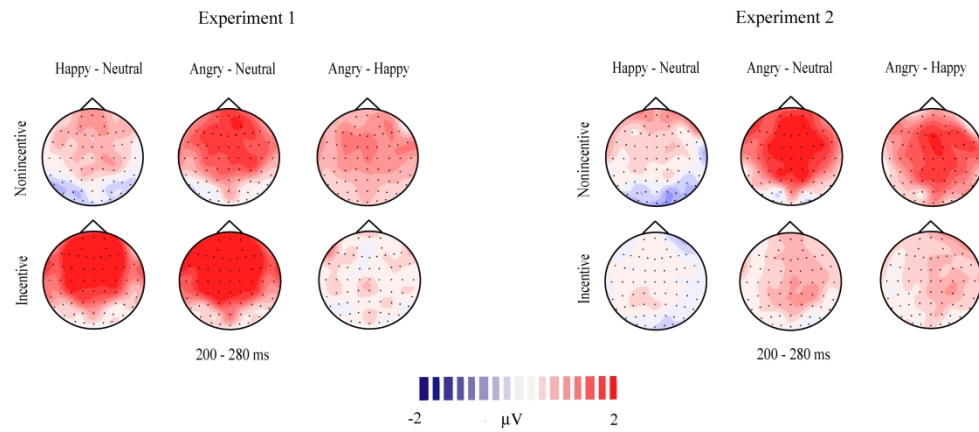 Experiment 1
Experiment 2
Happy - Neutral
Angry - Neutral
Angry - Happy
Happy - Neutral
Angry - Neutral
Angry - Happy
Nonincentive
Nonincentive
Incentive
Incentive
200 - 280 ms
200 - 280 ms
-2
µV
2